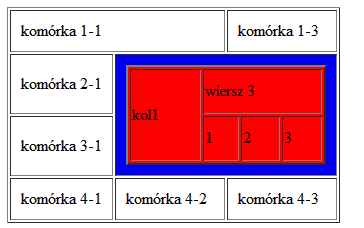 komórka 1-1
komórka 1-3
komórka 2-1
kol1
wiersz 3
1
2
3
komórka 3-1
komórka 4-1
komórka 4-2
komórka 4-3